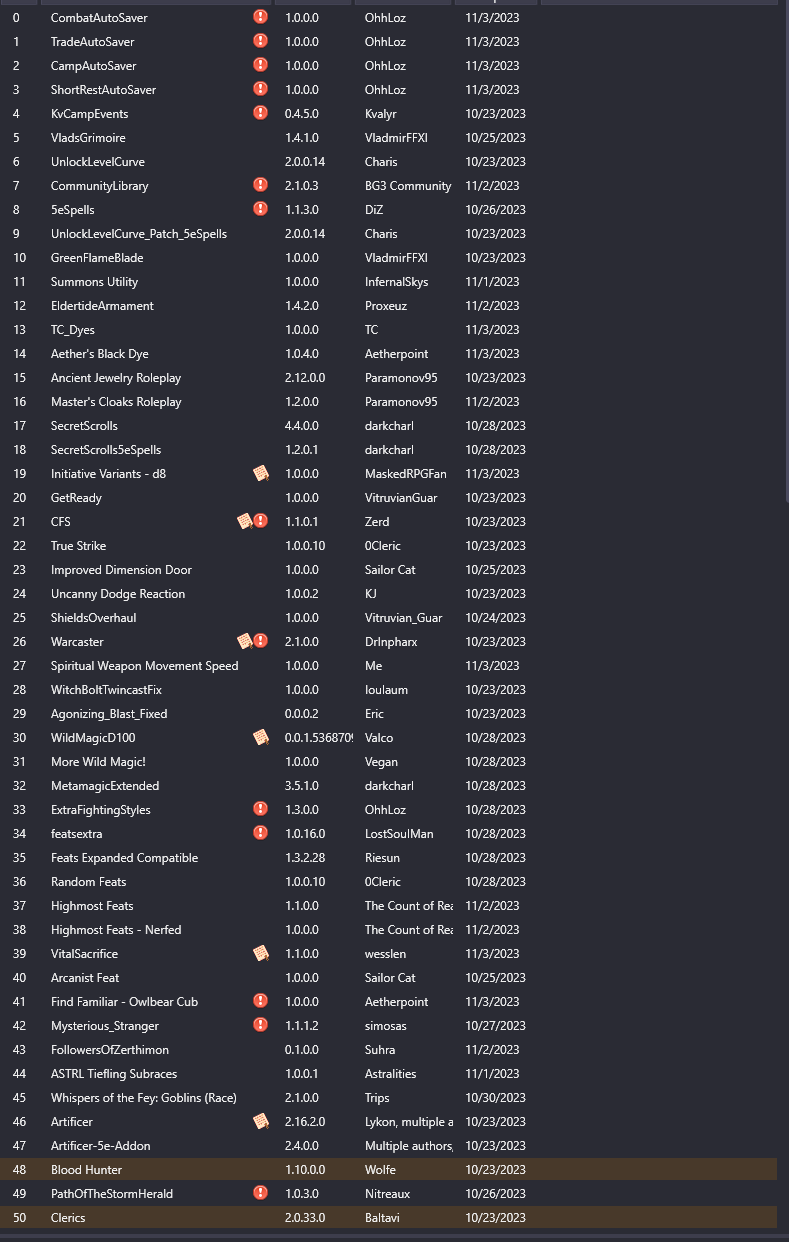 0 CombatAutoSaver 1.0.0.0 OhhLoz 11/3/2023
1 TradeAutoSaver 1.0.0.0 OhhLoz 11/3/2023
2 CampAutoSaver 1.0.0.0 OhhLoz 11/3/2023
3 ShortRestAutoSaver 1.0.0.0 OhhLoz 11/3/2023
4 KvCampEvents 0.4.5.0 Kvalyr 10/23/2023
5 VladsGrimoire 1.4.1.0 VladmirFFXI 10/25/2023
6 UnlockLevelCurve 2.0.0.14 Charis 10/23/2023
7 CommunityLibrary 2.1.0.3 BG3 Community 11/2/2023
8 5eSpells 1.1.3.0 DiZ 10/26/2023
9 UnlockLevelCurve_Patch_5eSpells 2.0.0.14 Charis 10/23/2023
10 GreenFlameBlade 1.0.0.0 VladmirFFXI 10/23/2023
11 Summons Utility 1.0.0.0 InfernalSkys 11/1/2023
12 EldertideArmament 1.4.2.0 Proxeuz 11/2/2023
13 TC_Dyes 1.0.0.0 TC 11/3/2023
14 Aether's Black Dye 1.0.4.0 Aetherpoint 11/3/2023
15 Ancient Jewelry Roleplay 2.12.0.0 Paramonov95 10/23/2023
16 Master's Cloaks Roleplay 1.2.0.0 Paramonov95 11/2/2023
17 SecretScrolls 4.4.0.0 darkcharl 10/28/2023
18 SecretScrolls5eSpells 1.2.0.1 darkcharl 10/28/2023
19 Initiative Variants - d8 1.0.0.0 MaskedRPGFan 11/3/2023
20 GetReady 1.0.0.0 VitruvianGuar 10/23/2023
21 CFS 1.1.0.1 Zerd 10/23/2023
22 True Strike 1.0.0.10 0Cleric 10/23/2023
23 Improved Dimension Door 1.0.0.0 Sailor Cat 10/25/2023
24 Uncanny Dodge Reaction 1.0.0.2 KJ 10/23/2023
25 ShieldsOverhaul 1.0.0.0 Vitruvian_Guar 10/24/2023
26 Warcaster 2.1.0.0 DrInpharx 10/23/2023
27 Spiritual Weapon Movement Speed 1.0.0.0 Me 11/3/2023
28 WitchBoltTwincastFix 1.0.0.0 loulaum 10/23/2023
29 Agonizing_Blast_Fixed 0.0.0.2 Eric 10/23/2023
30 WildMagicD100 0.0.1.5368709 Valco 10/28/2023
31 More Wild Magic! 1.0.0.0 Vegan 10/28/2023
32 MetamagicExtended 3.5.1.0 darkcharl 10/28/2023
33 ExtraFightingStyles 1.3.0.0 OhhLoz 10/28/2023
34 featsextra 1.0.16.0 LostSoulMan 10/28/2023
35 Feats Expanded Compatible 1.3.2.28 Riesun 10/28/2023
36 Random Feats 1.0.0.10 0Cleric 10/28/2023
37 Highmost Feats 1.1.0.0 The Count of Rea 11/2/2023
38 Highmost Feats - Nerfed 1.0.0.0 The Count of Rea 11/2/2023
39 VitalSacrifice 1.1.0.0 wesslen 11/3/2023
40 Arcanist Feat 1.0.0.0 Sailor Cat 10/25/2023
41 Find Familiar - Owlbear Cub 1.0.0.0 Aetherpoint 11/3/2023
42 Mysterious_Stranger 1.1.1.2 simosas 10/27/2023
43 FollowersOfZerthimon 0.1.0.0 Suhra 11/2/2023
44 ASTRL Tiefling Subraces 1.0.0.1 Astralities 11/1/2023
45 Whispers of the Fey: Goblins (Race) 2.1.0.0 Trips 10/30/2023
46 Artificer 2.16.2.0 Lykon, multiple a 10/23/2023
47 Artificer-5e-Addon 2.4.0.0 Multiple authors, 10/23/2023
48 Blood Hunter 1.10.0.0 Wolfe 10/23/2023
49 PathOfTheStormHerald 1.0.3.0 Nitreaux 10/26/2023
50 Clerics 2.0.33.0 Baltavi 10/23/2023